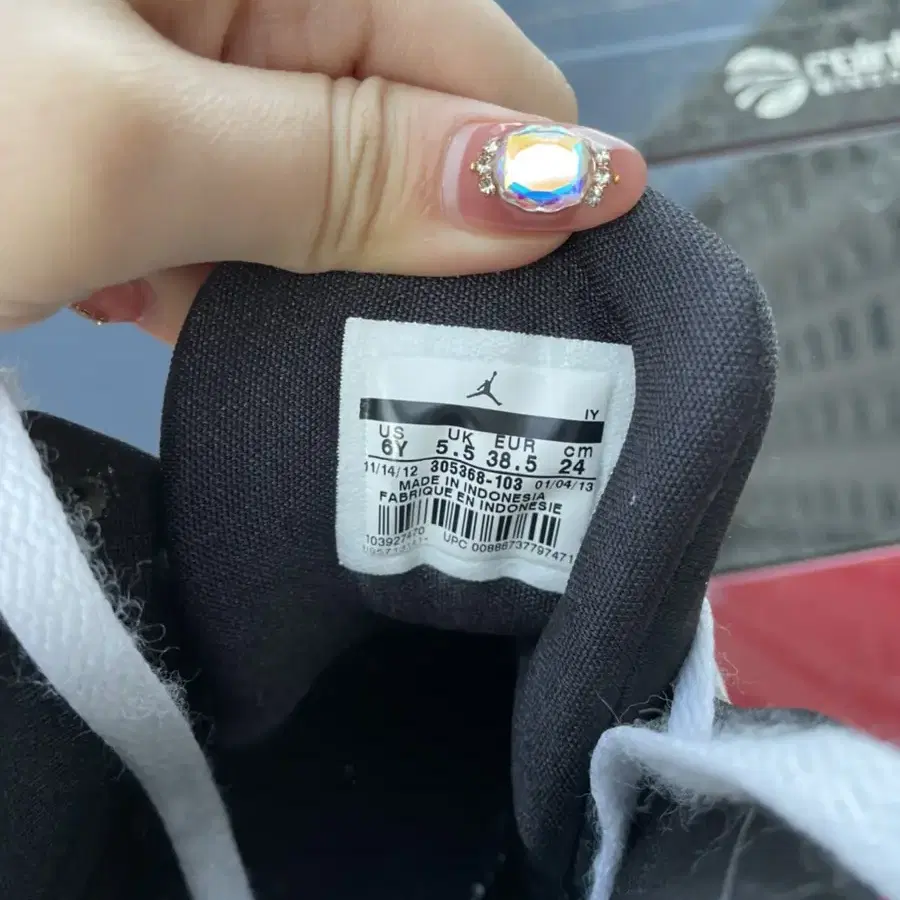 IY
US UK EUR cm
6Y 5.5 38.5 24
11/14/12 305368-103 01/04/13
MADE IN INDONESIA
FABRIQUE EN INDONESIE
103927470
UPC 00888737797471